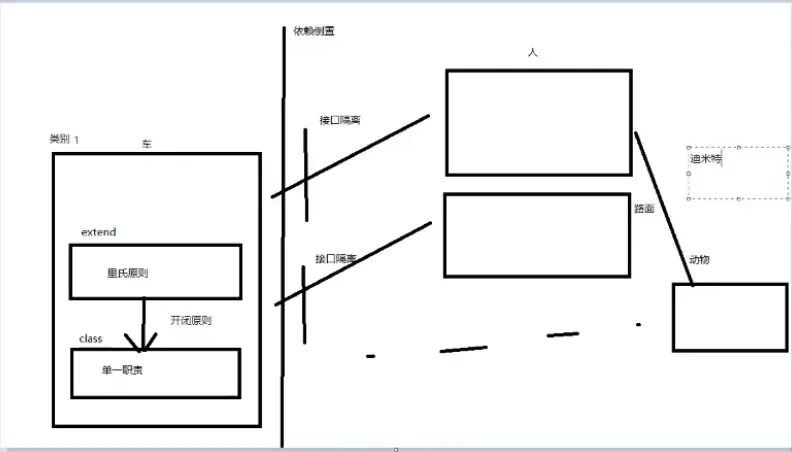 依赖倒置
人
接口隔离
类别 1
车
迪米特
路面
extend
接口隔离
动物
里氏原则
开闭原则
class
单一职责